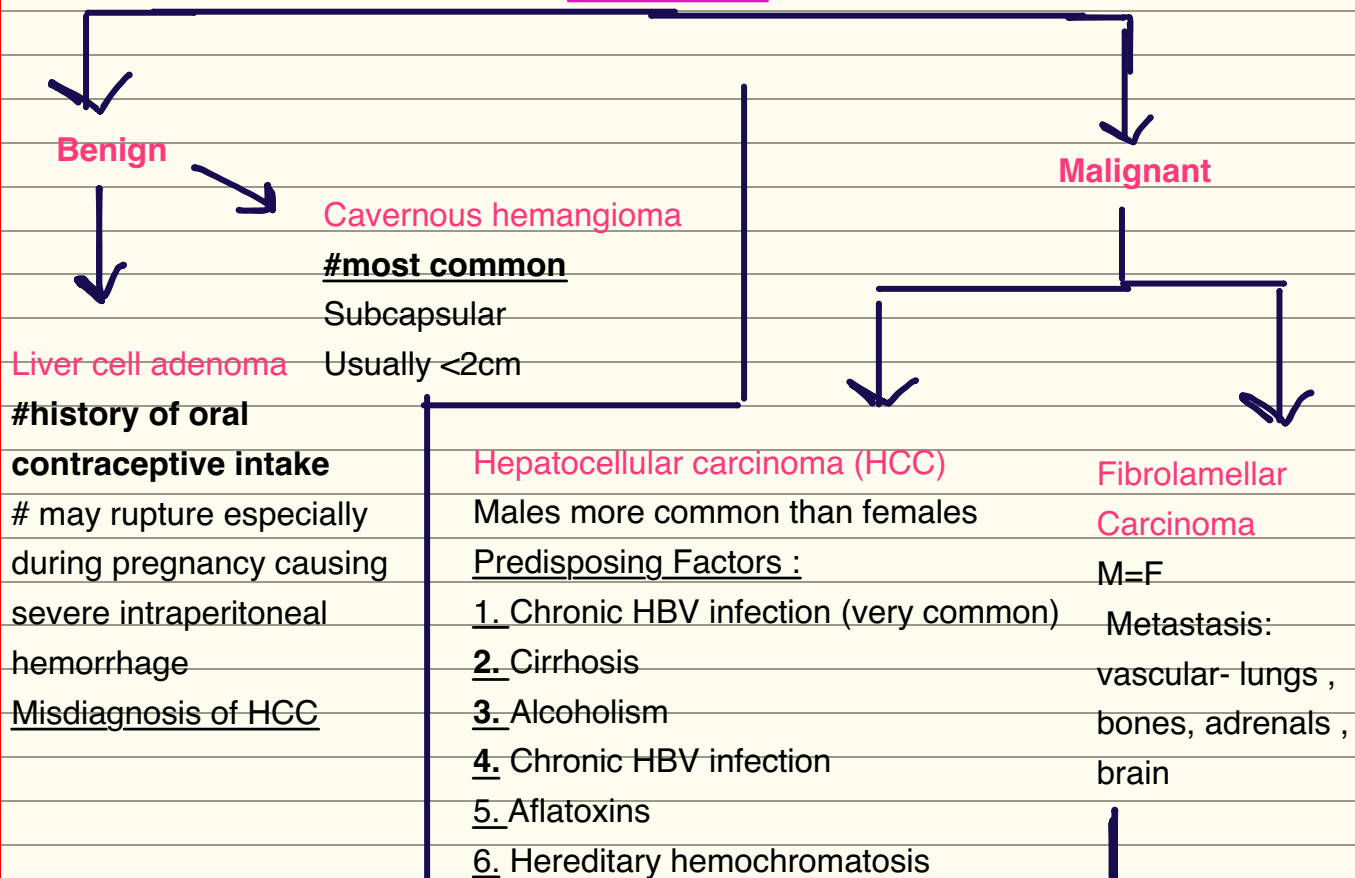 Benign
Malignant
Cavernous hemangioma
#most common
Subcapsular
Usually <2cm
Liver cell adenoma
#history of oral
contraceptive intake
# may rupture especially
during pregnancy causing
severe intraperitoneal
hemorrhage
Misdiagnosis of HCC
Hepatocellular carcinoma (HCC)
Males more common than females
Predisposing Factors :
1. Chronic HBV infection (very common)
2. Cirrhosis
3. Alcoholism
4. Chronic HBV infection
5. Aflatoxins
6. Hereditary hemochromatosis
Fibrolamellar
Carcinoma
M=F
Metastasis:
vascular- lungs ,
bones, adrenals ,
brain